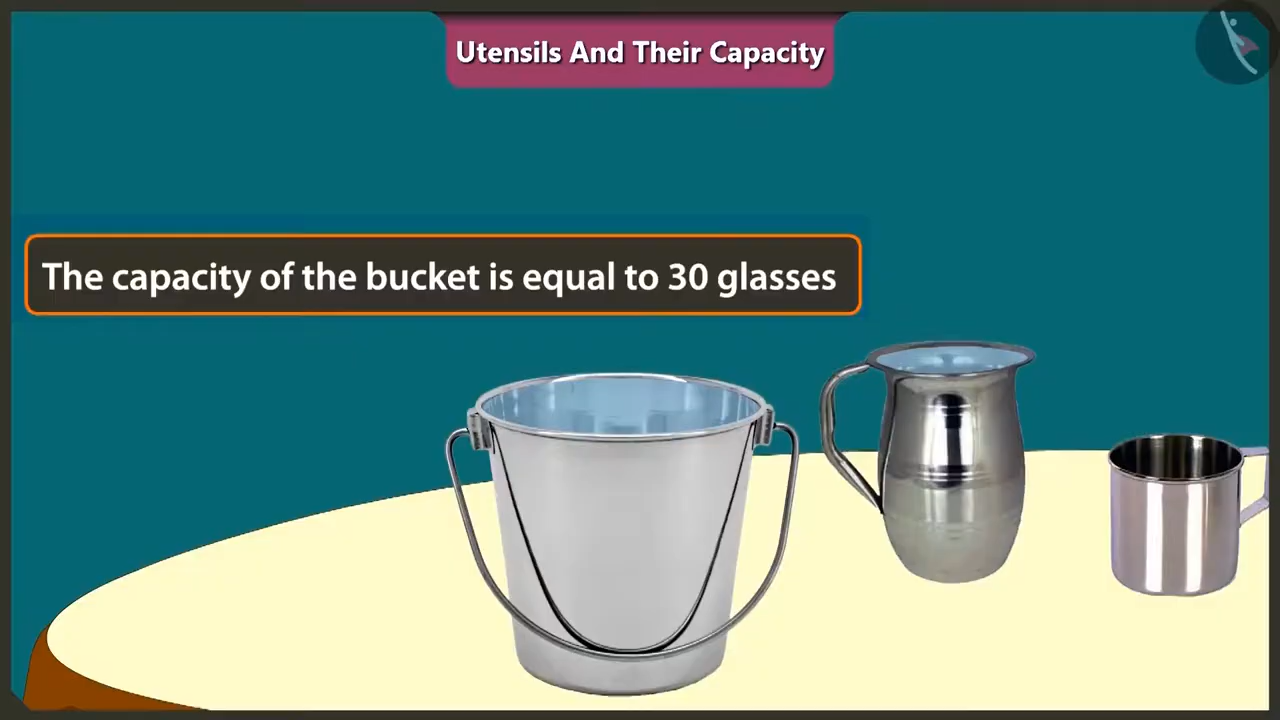 Utensils And Their Capacity
The capacity of the bucket is equal to 30 glasses